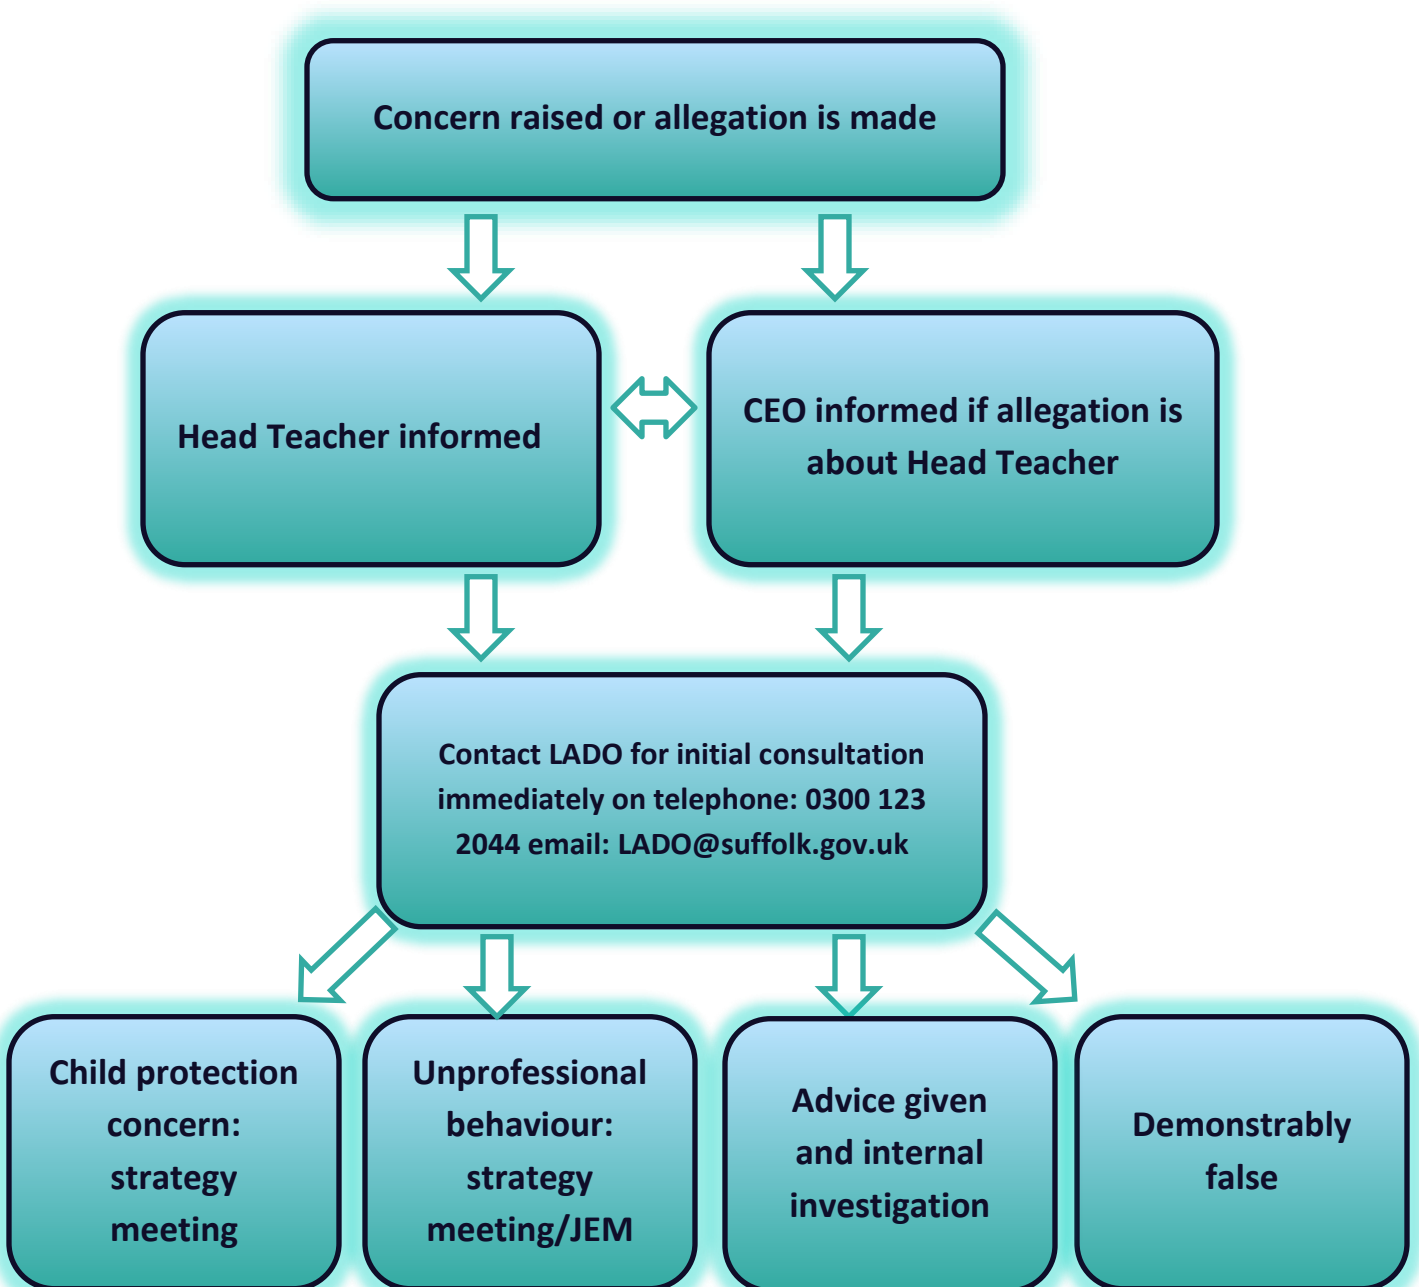 Concern raised or allegation is made
Head Teacher informed
CEO informed if allegation is
about Head Teacher
Contact LADO for initial consultation
immediately on telephone: 0300 123
2044 email: LADO@suffolk.gov.uk
Child protection
concern:
strategy
meeting
Unprofessional
behaviour:
strategy
meeting/JEM
Advice given
and internal
investigation
Demonstrably
false